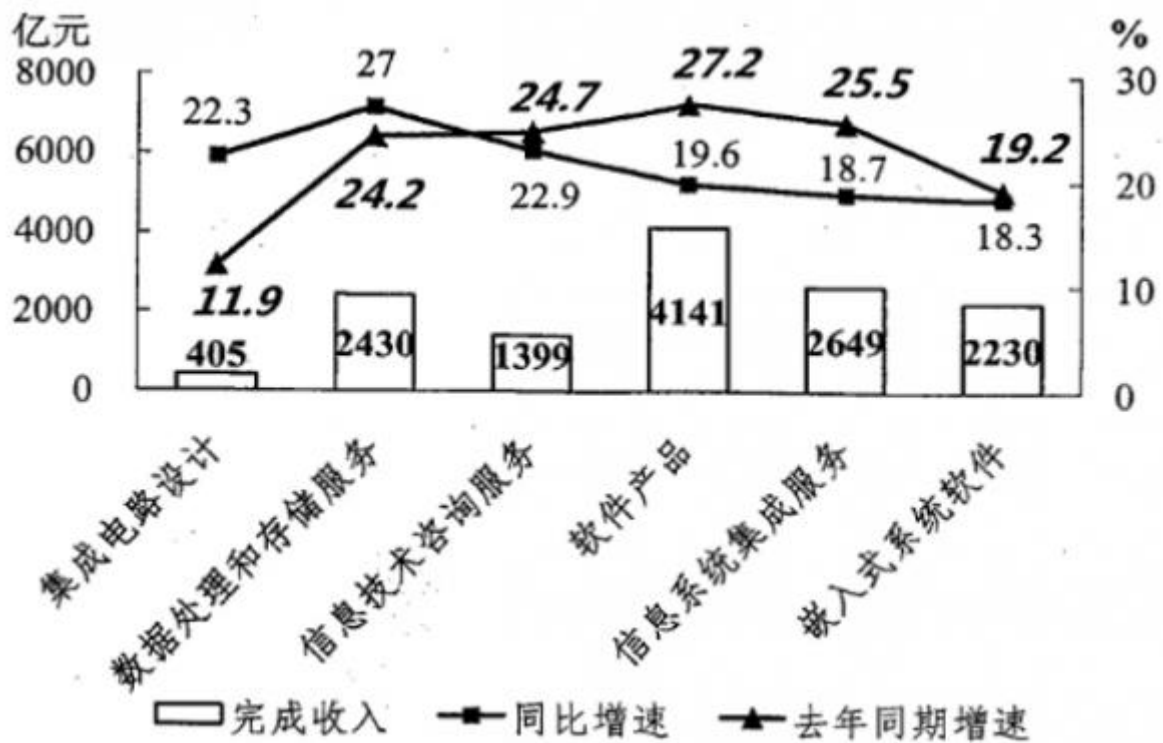 亿元 %
8000 30
6000 20
4000 10
2000 0
0
22.3 27 22.9 19.6 18.7 18.3
11.9 24.2 24.7 27.2 25.5 19.2
405 2430 1399 4141 2649 2230
集成电路设计
数据处理和存储服务
信息技术咨询服务
软件产品
信息系统集成服务
嵌入式系统软件
完成收入 同比增速 去年同期增速